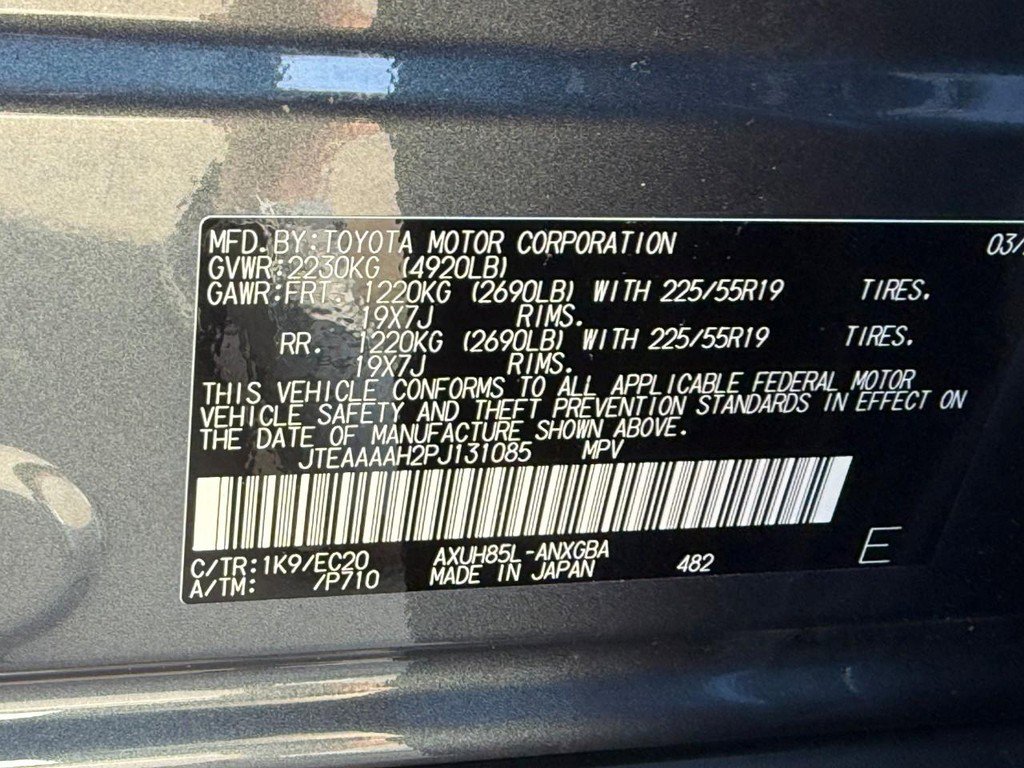 MFD.BY:TOYOTA MOTOR CORPORATION 03/
GVWR:2230KG (4920LB)
GAWR:FRT. 1220KG (2690LB) WITH 225/55R19 TIRES.
19X7J RIMS.
RR. 1220KG (2690LB) WITH 225/55R19 TIRES.
19X7J RIMS.
THIS VEHICLE CONFORMS TO ALL APPLICABLE FEDERAL MOTOR
VEHICLE SAFETY AND THEFT PREVENTION STANDARDS IN EFFECT ON
THE DATE OF MANUFACTURE SHOWN ABOVE.
JTEAAAAH2PJ131085 MPV
C/TR:1K9/EC20 AXUH85L-ANXGBA 482 E
A/TM: /P710 MADE IN JAPAN